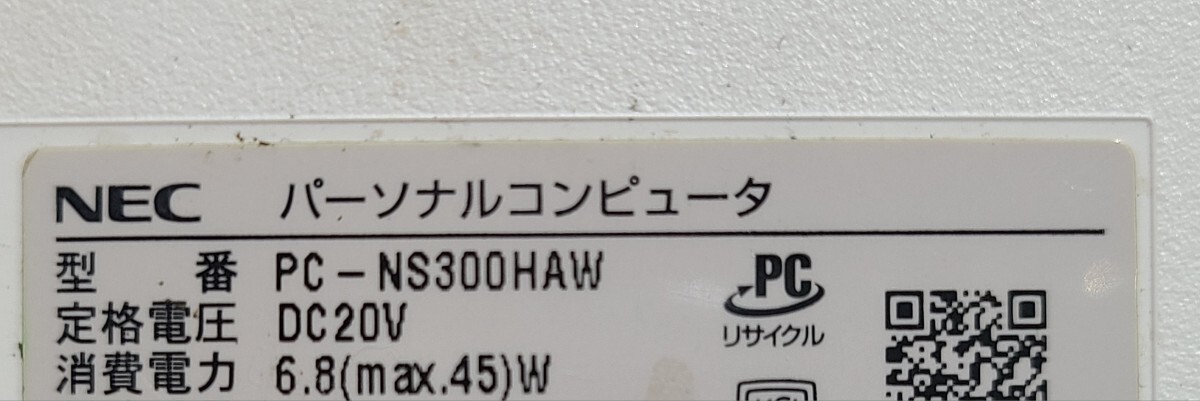 NEC パーソナルコンピュータ
型 番 PC-NS300HAW
定格電圧 DC20V
消費電力 6.8(max.45)W
PC
リサイクル